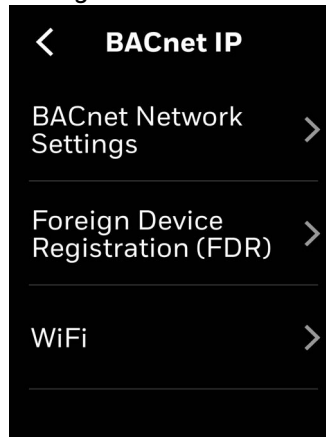 BACnet IP
BACnet Network
Settings
Foreign Device
Registration (FDR)
WiFi